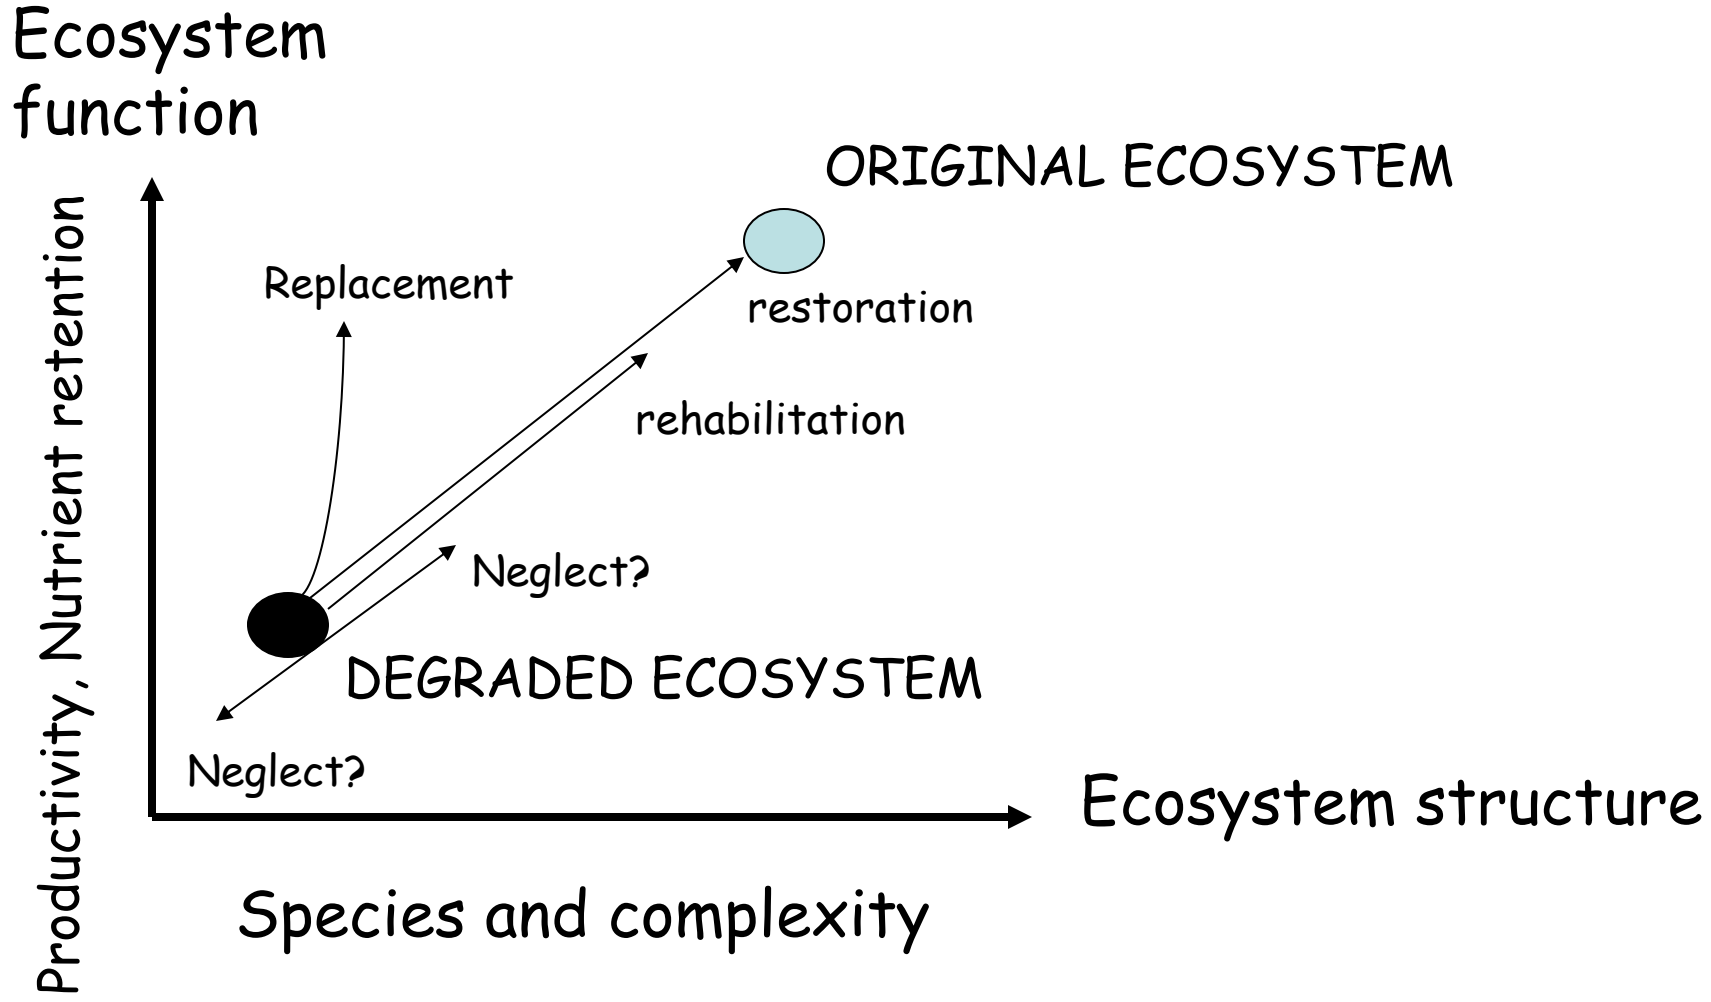 Ecosystem
function
ORIGINAL ECOSYSTEM
Replacement
restoration
rehabilitation
Neglect?
DEGRADED ECOSYSTEM
Neglect?
Productivity, Nutrient retention
Ecosystem structure
Species and complexity